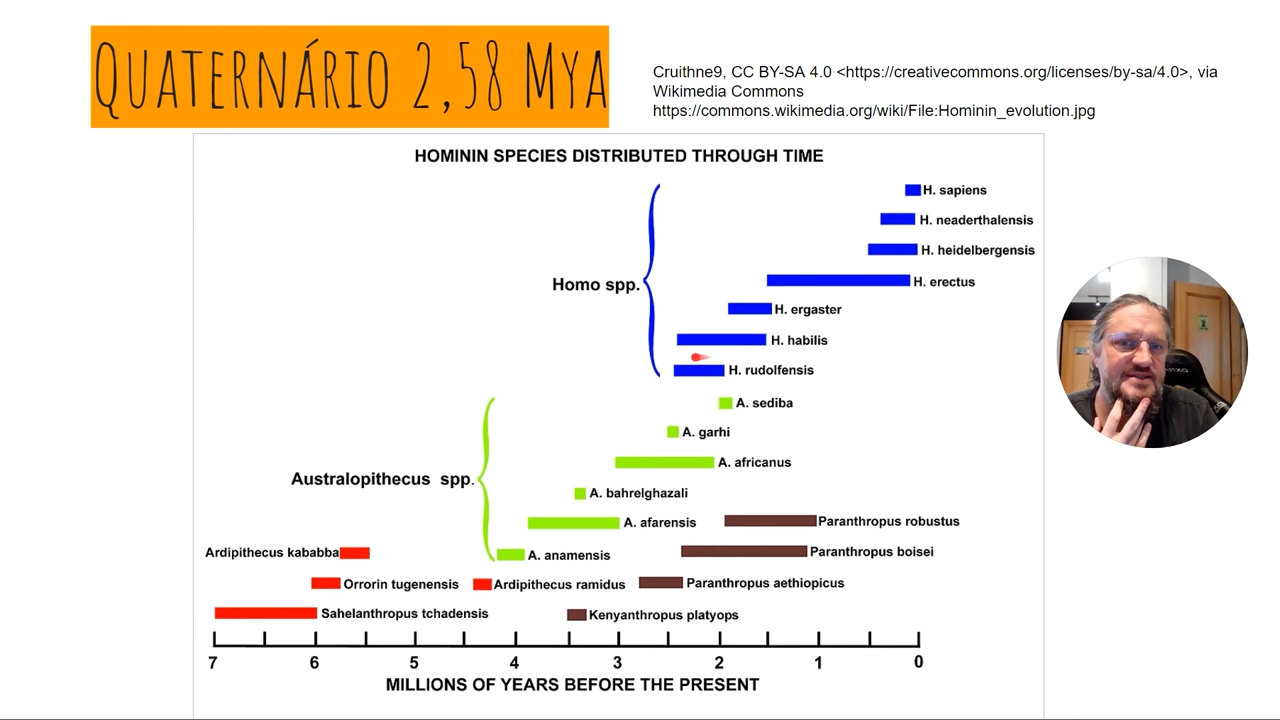 QUATERNÁRIO 2,58 MYA
Cruithne9, CC BY-SA 4.0 <https://creativecommons.org/licenses/by-sa/4.0>, via
Wikimedia Commons
https://commons.wikimedia.org/wiki/File:Hominin_evolution.jpg
HOMININ SPECIES DISTRIBUTED THROUGH TIME
H. sapiens
H. neaderthalensis
H. heidelbergensis
Homo spp.
H. erectus
H. ergaster
H. habilis
H. rudolfensis
A. sediba
A. garhi
A. africanus
Australopithecus spp.
A. bahrelghazali
A. afarensis
Paranthropus robustus
Ardipithecus kababba
A. anamensis
Paranthropus boisei
Orrorin tugenensis
Ardipithecus ramidus
Paranthropus aethiopicus
Sahelanthropus tchadensis
Kenyanthropus platyops
7 6 5 4 3 2 1 0
MILLIONS OF YEARS BEFORE THE PRESENT